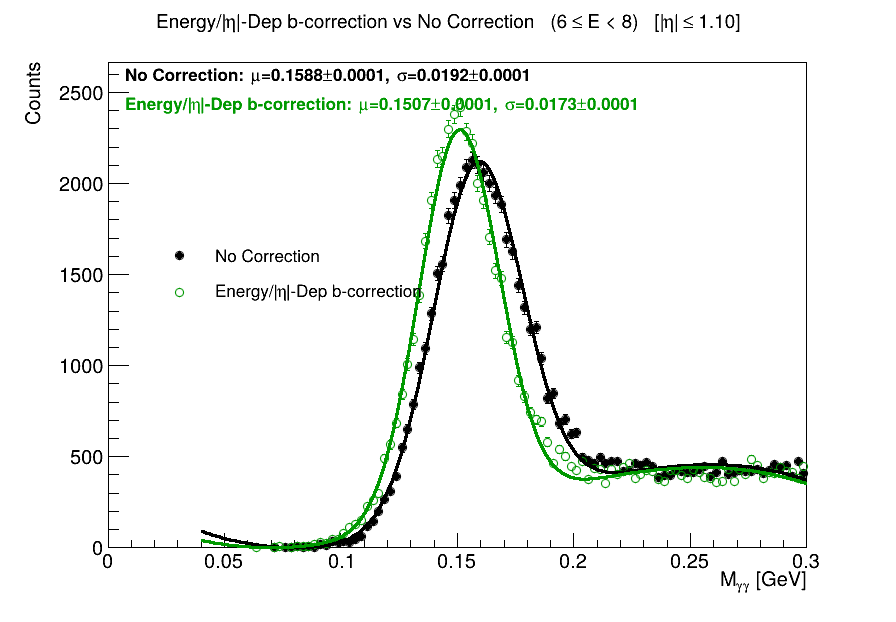 Energy/|η|-Dep b-correction vs No Correction (6 ≤ E < 8) [|η| ≤ 1.10]
Counts
No Correction: μ=0.1588±0.0001, σ=0.0192±0.0001
Energy/|η|-Dep b-correction: μ=0.1507±0.0001, σ=0.0173±0.0001
2500
2000
1500
1000
500
0
No Correction
Energy/|η|-Dep b-correction
0 0.05 0.1 0.15 0.2 0.25 0.3
Mγγ [GeV]